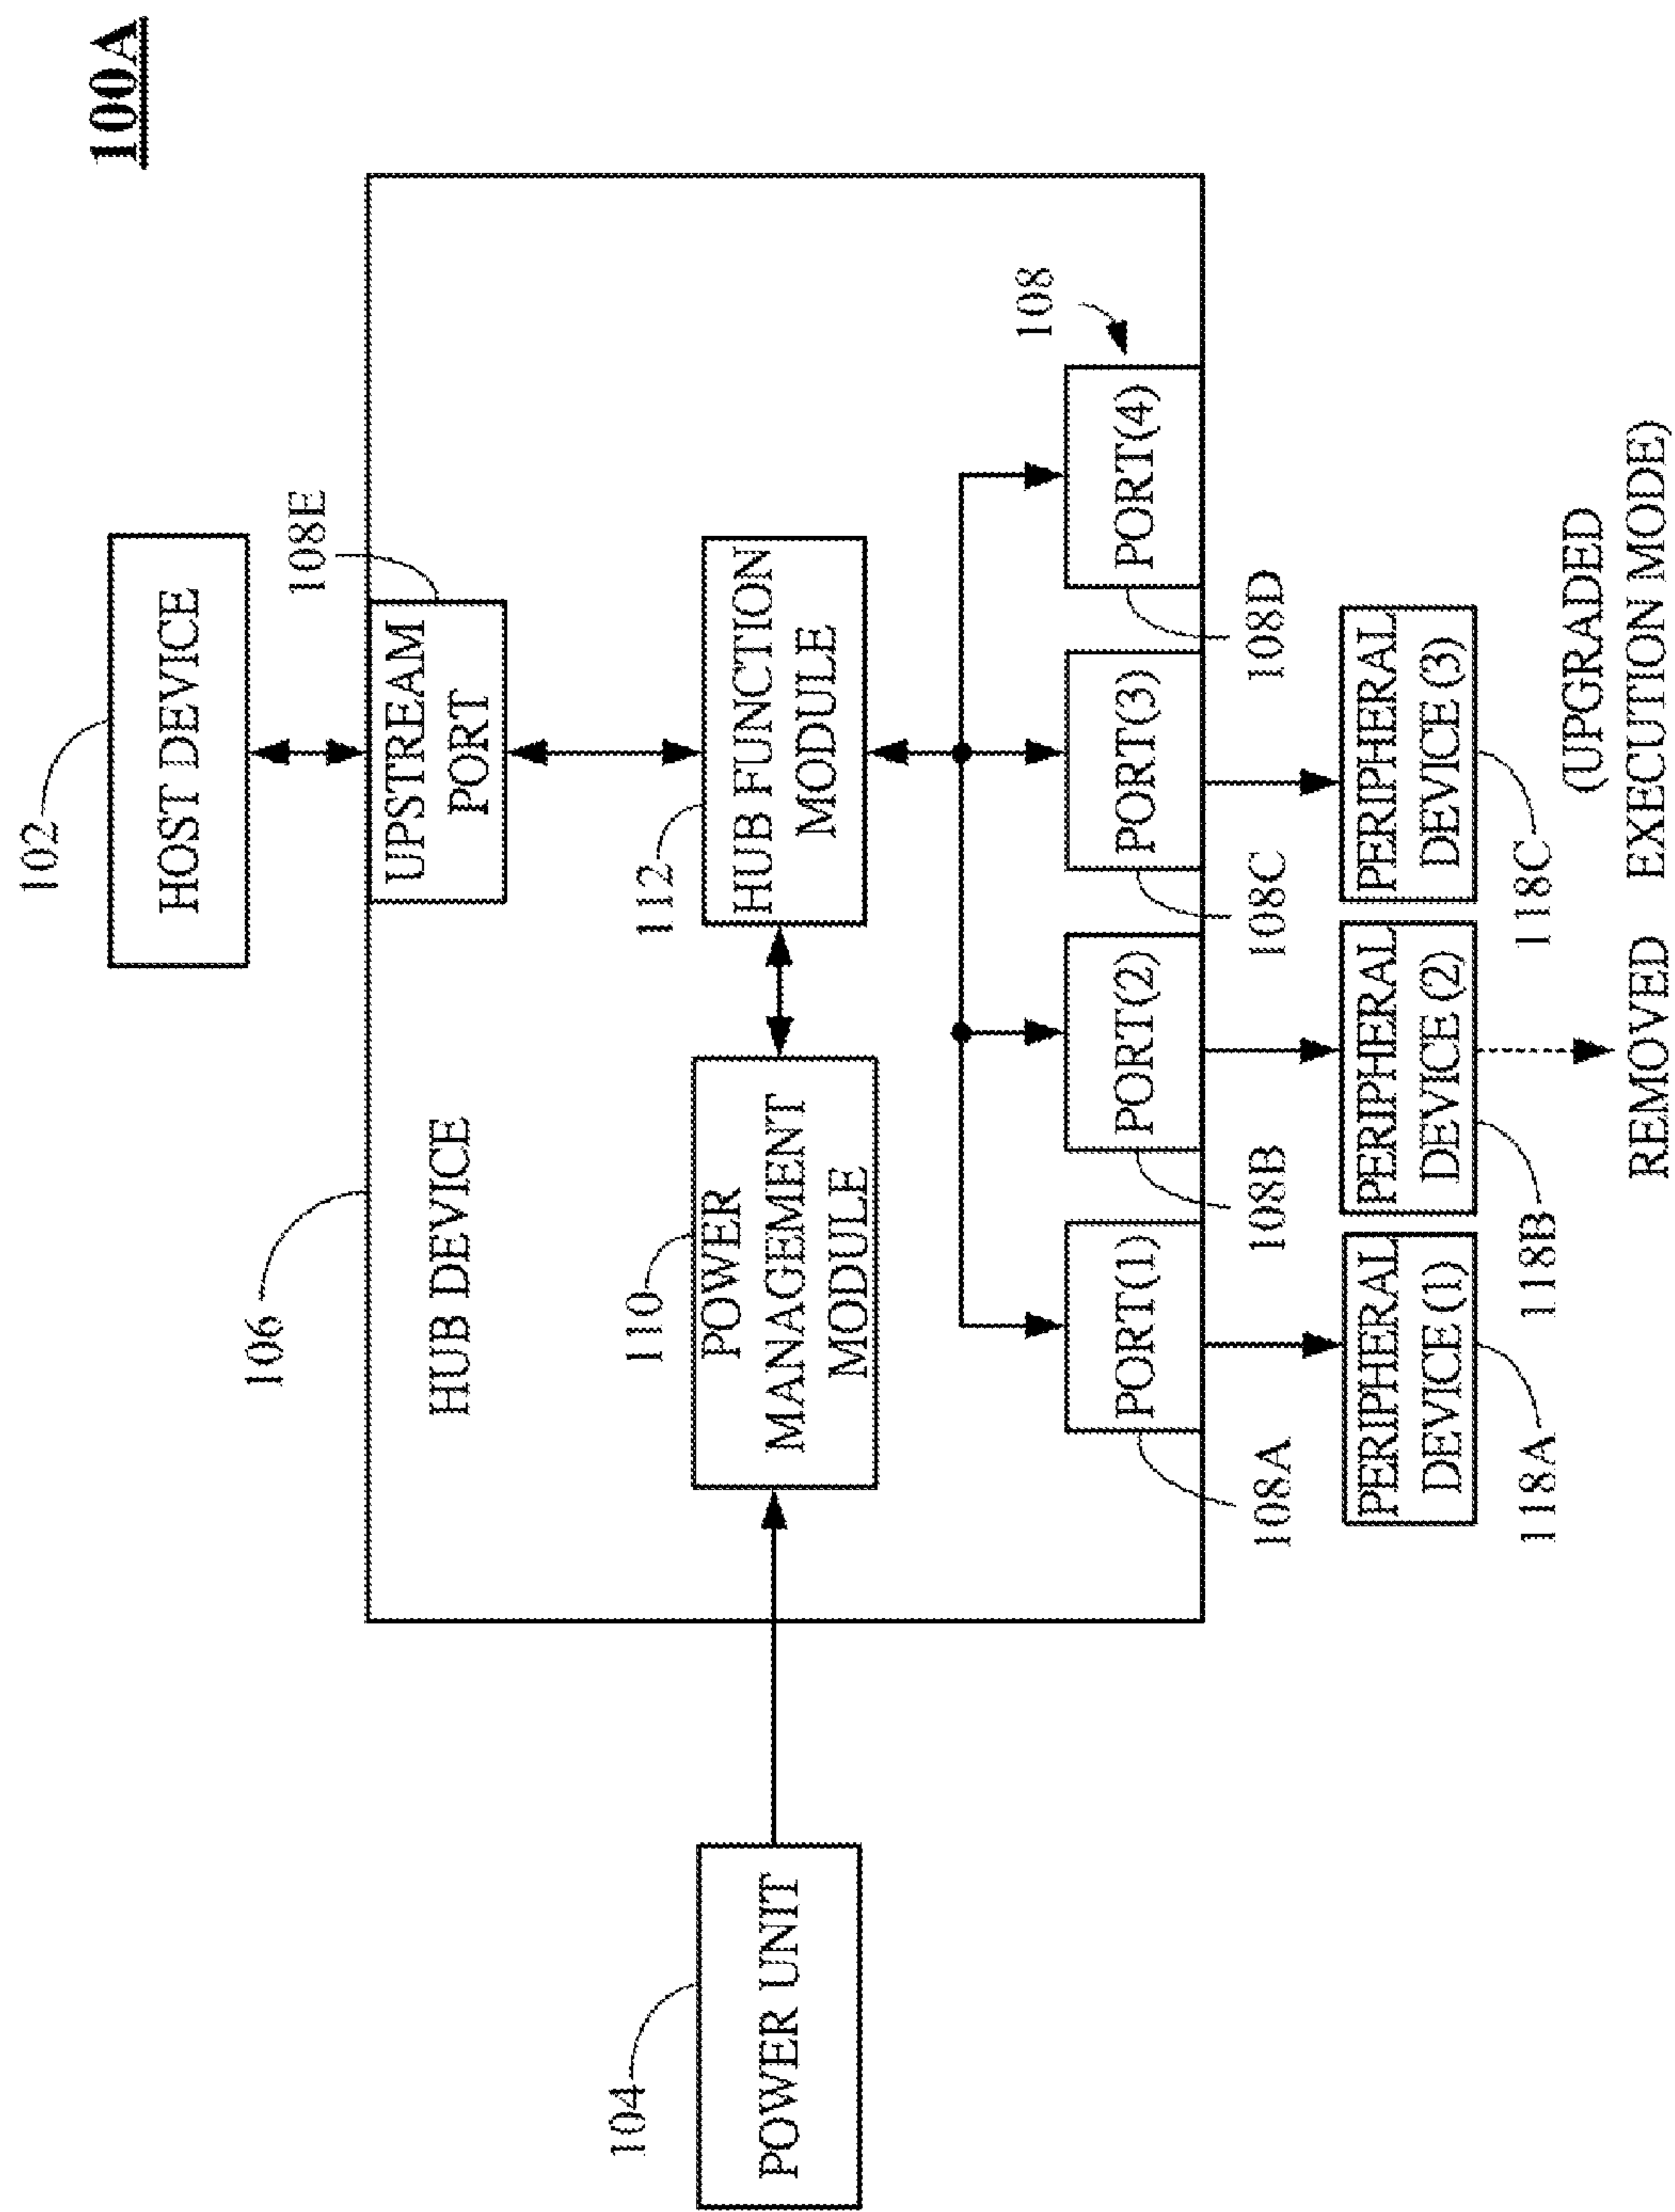 100A
102
HOST DEVICE
106
108E
HUB DEVICE
UPSTREAM
PORT
104
POWER UNIT
110
POWER
MANAGEMENT
MODULE
112
HUB FUNCTION
MODULE
108
PORT(1)
PORT(2)
PORT(3)
PORT(4)
108A
108B
108C
108D
PERIPHERAL
DEVICE (1)
PERIPHERAL
DEVICE (2)
PERIPHERAL
DEVICE (3)
118A
118B
118C
REMOVED
(UPGRADED
EXECUTION MODE)